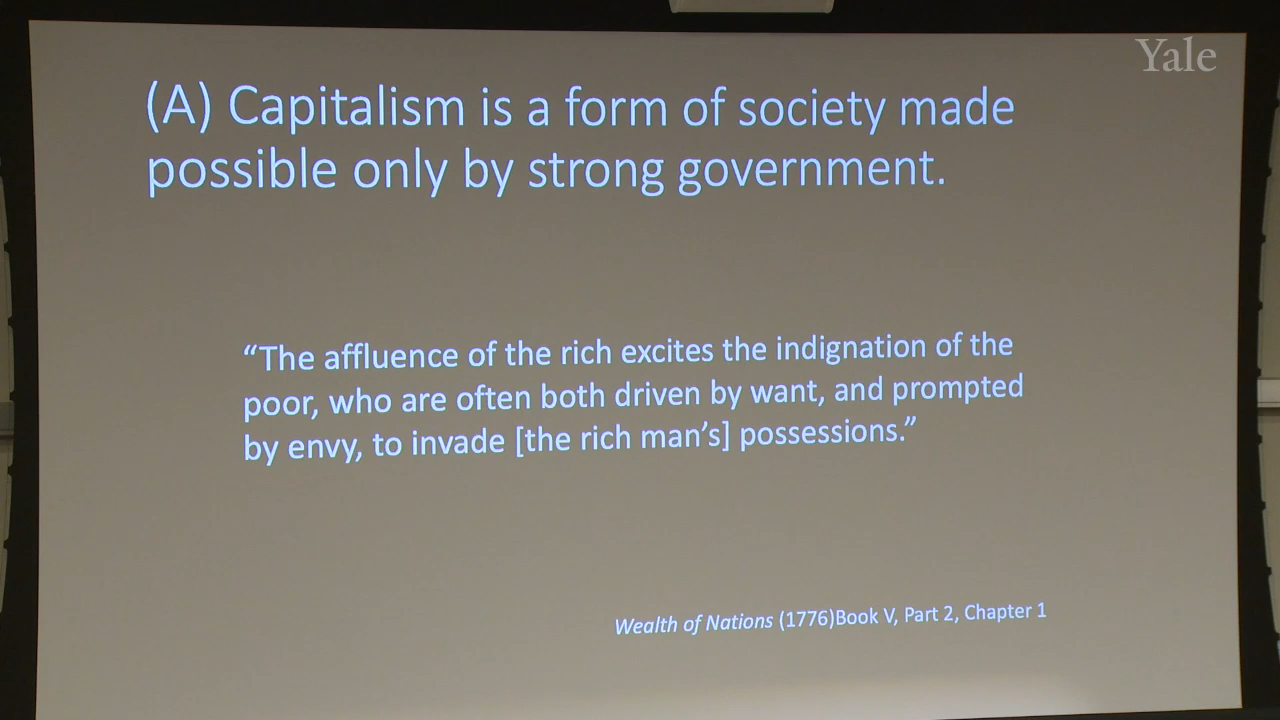 Yale
(A) Capitalism is a form of society made
possible only by strong government.
“The affluence of the rich excites the indignation of the
poor, who are often both driven by want, and prompted
by envy, to invade [the rich man’s] possessions.”
Wealth of Nations (1776)Book V, Part 2, Chapter 1